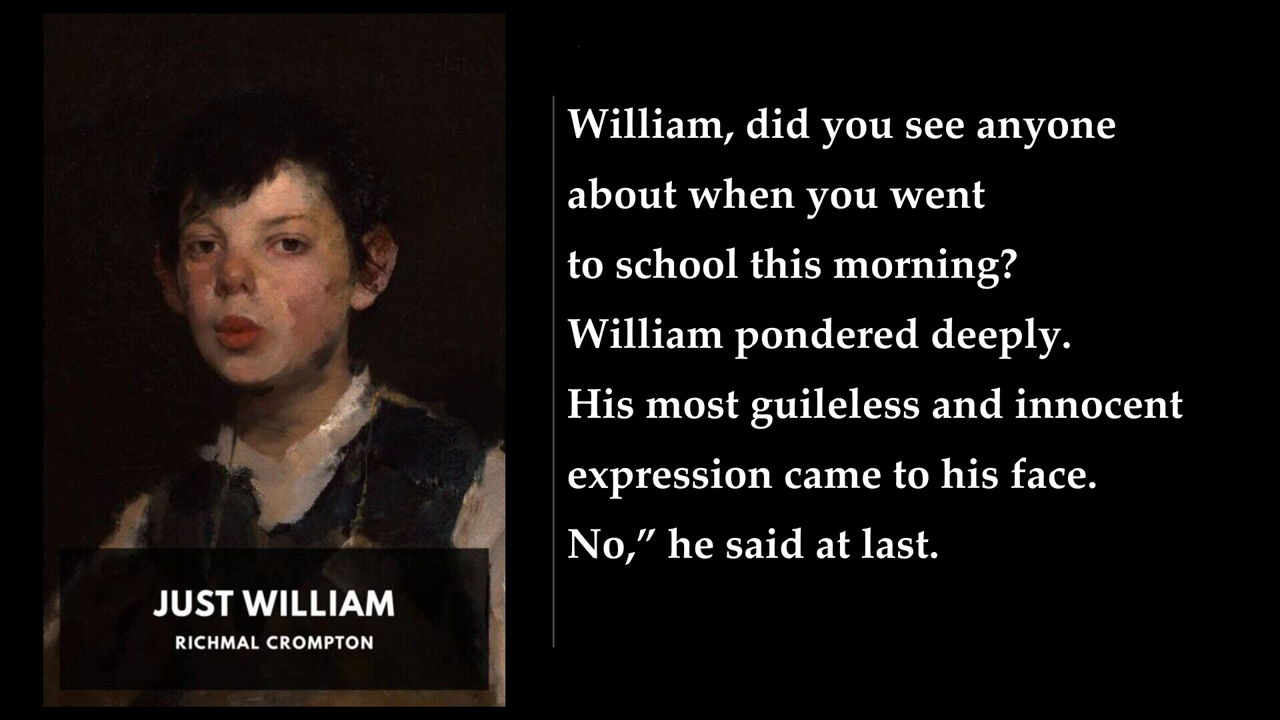 JUST WILLIAM
RICHMAL CROMPTON
William, did you see anyone
about when you went
to school this morning?
William pondered deeply.
His most guileless and innocent
expression came to his face.
No,” he said at last.